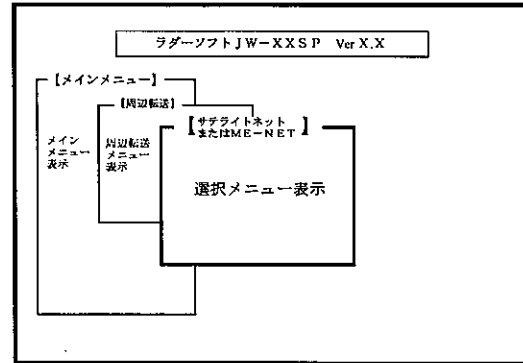 ラダーソフトJW-XXSP Ver X.X
【メインメニュー】
【周辺転送】
【サテライトネット
またはME-NET】
メイン
メニュー
表示
周辺転送
メニュー
表示
選択メニュー表示